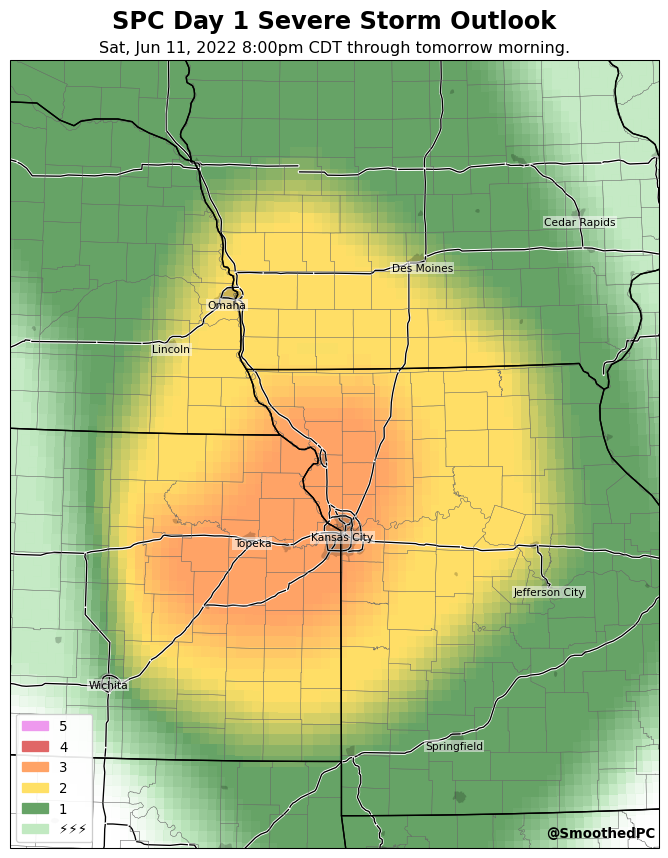 SPC Day 1 Severe Storm Outlook
Sat, Jun 11, 2022 8:00pm CDT through tomorrow morning.
Cedar Rapids
Des Moines
Omaha
Lincoln
Kansas City
Topeka
Jefferson City
Wichita
Springfield
5
4
3
2
1
⚡⚡⚡
@SmoothedPC